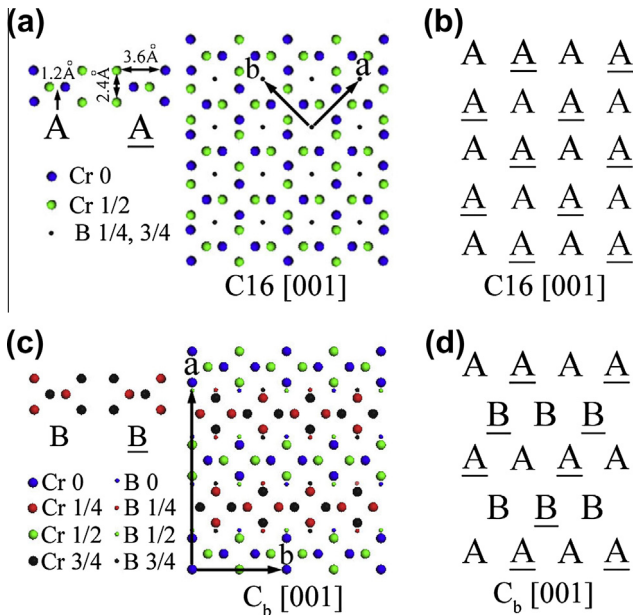 (a)
1.2Å
2.4Å
3.6Å
A A
Cr 0
Cr 1/2
B 1/4, 3/4
b a
C16 [001]
(b)
A A A A
A A A A
A A A A
A A A A
A A A A
C16 [001]
(c)
B B
Cr 0 B 0
Cr 1/4 B 1/4
Cr 1/2 B 1/2
Cr 3/4 B 3/4
a
b
Cb [001]
(d)
A A A A
B B B
A A A A
B B B
A A A A
Cb [001]